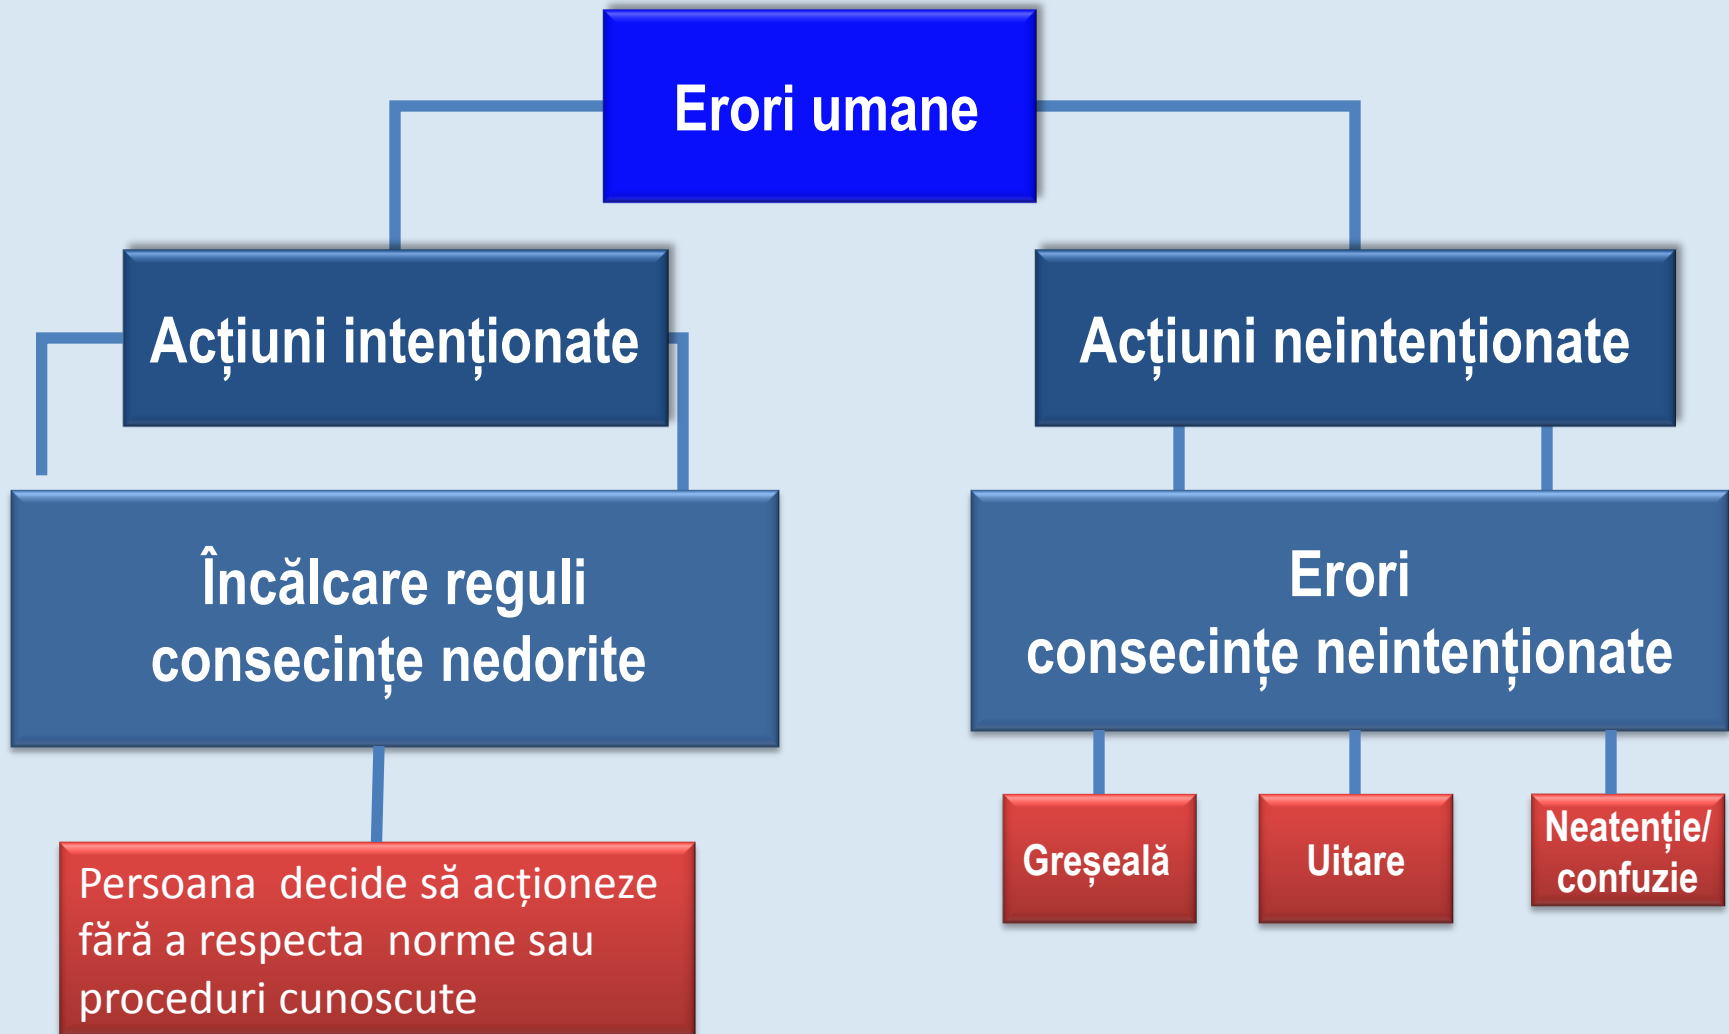 Erori umane
Acțiuni intenționate
Acțiuni neintenționate
Încălcare reguli
consecințe nedorite
Erori
consecințe neintenționate
Persoana decide să acționeze
fără a respecta norme sau
proceduri cunoscute
Greșeală
Uitare
Neatenție/
confuzie